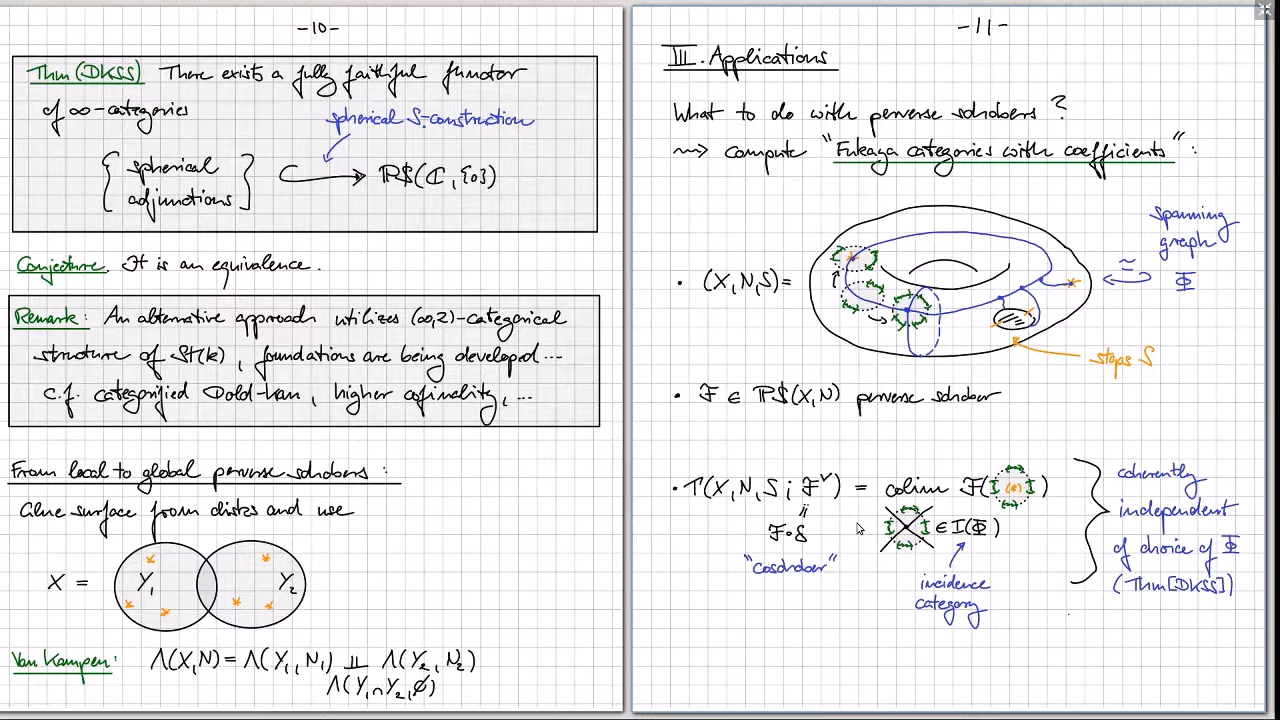 -10-
Thm (DKSS) There exists a fully faithful functor
of ∞-categories
spherical S.-construction
{ spherical adjunctions } ↪ P$(ℂ, {0})
Conjecture. It is an equivalence.
Remark: An alternative approach utilizes (∞,2)-categorical
structure of St(k), foundations are being developed...
c.f. categorified Dold-Kan, higher cofinality, ...
From local to global perverse schobers:
Glue surface from disks and use
X = Y₁ Y₂
Van Kampen: Λ(X,N) = Λ(Y₁,N₁) ⨿ Λ(Y₂,N₂)
Λ(Y₁∩Y₂,∅)
-11-
III. Applications
What to do with perverse schobers?
⇝ compute "Fukaya categories with coefficients":
spanning
graph
Φ
≃
• (X,N,S) =
stops S
• F ∈ P$(X,N) perverse schober
• Γ(X,N,S; F^∨) = colim F( (*) )
F∘δ
∈ I(Φ)
"coschober"
incidence
category
coherently
independent
of choice of Φ
(Thm[DKSS])